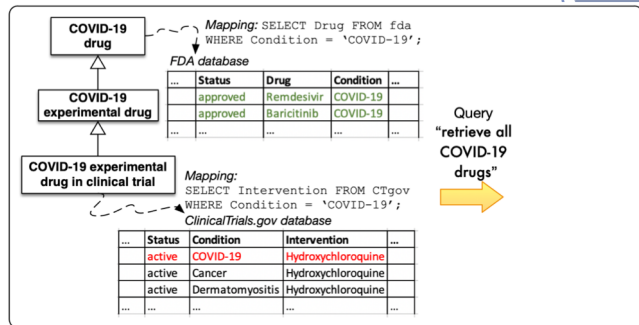 COVID-19
drug
Mapping: SELECT Drug FROM fda
WHERE Condition = ‘COVID-19’;
FDA database
... Status Drug Condition ...
approved Remdesivir COVID-19
approved Baricitinib COVID-19
... ... ...
COVID-19
experimental drug
COVID-19 experimental
drug in clinical trial
Mapping:
SELECT Intervention FROM CTgov
WHERE Condition = ‘COVID-19’;
ClinicalTrials.gov database
... Status Condition Intervention ...
active COVID-19 Hydroxychloroquine
active Cancer Hydroxychloroquine
active Dermatomyositis Hydroxychloroquine
... ... ... ...
Query
“retrieve all
COVID-19
drugs”